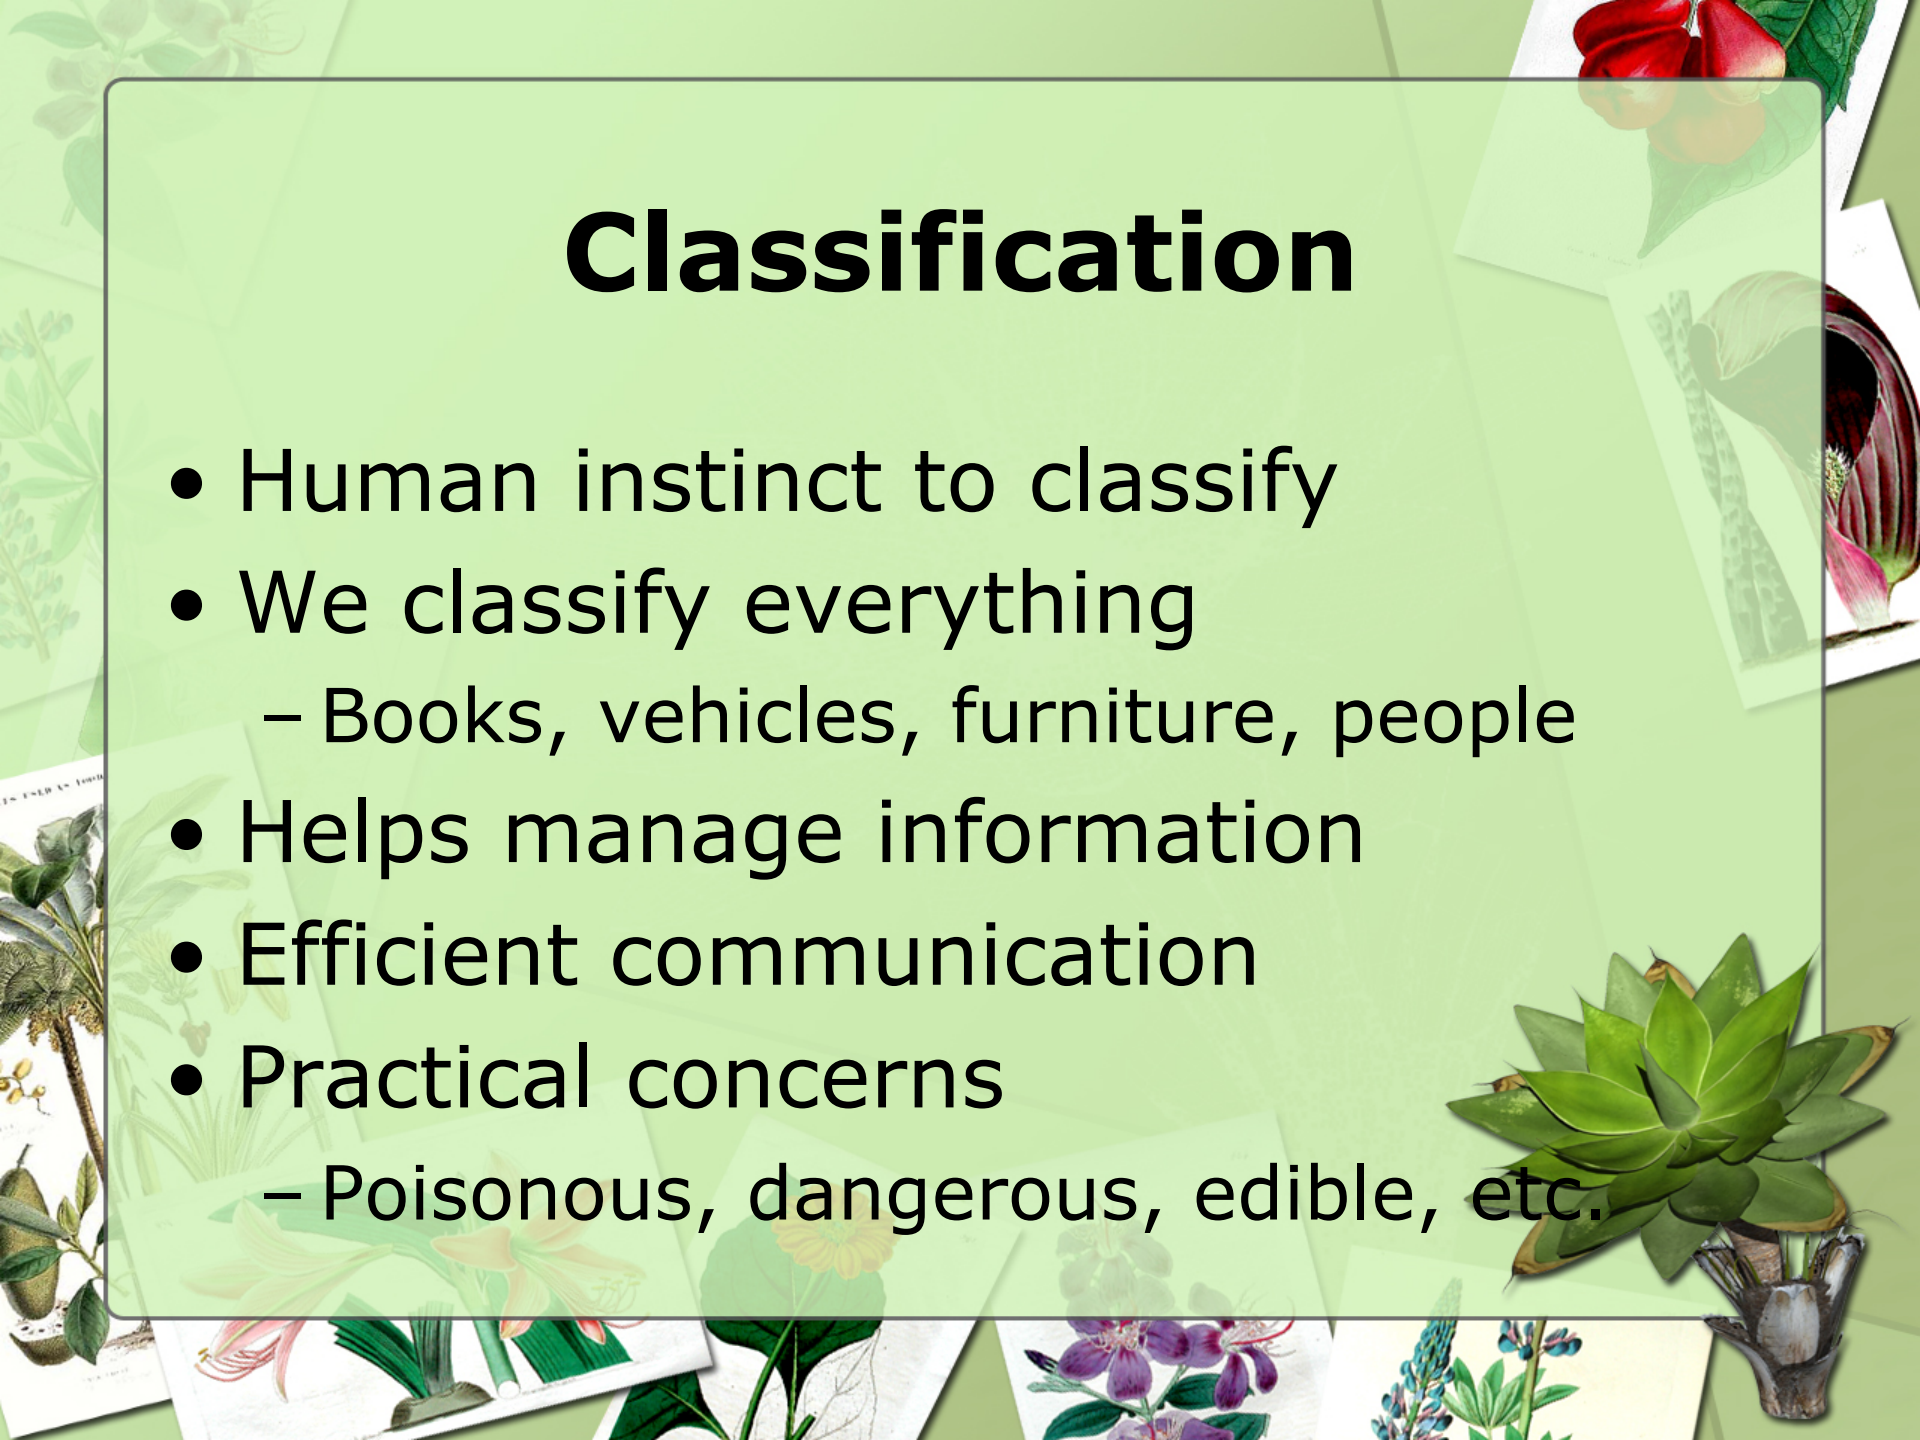 Classification
• Human instinct to classify
• We classify everything
– Books, vehicles, furniture, people
• Helps manage information
• Efficient communication
• Practical concerns
– Poisonous, dangerous, edible, etc.